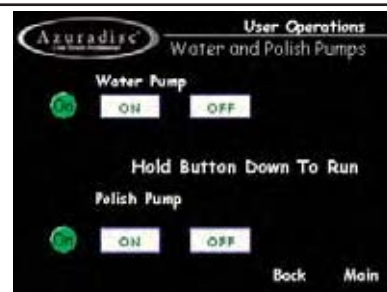 Azuradisc
User Operations
Water and Polish Pumps
Water Pump
On ON OFF
Hold Button Down To Run
Polish Pump
On ON OFF
Back Main